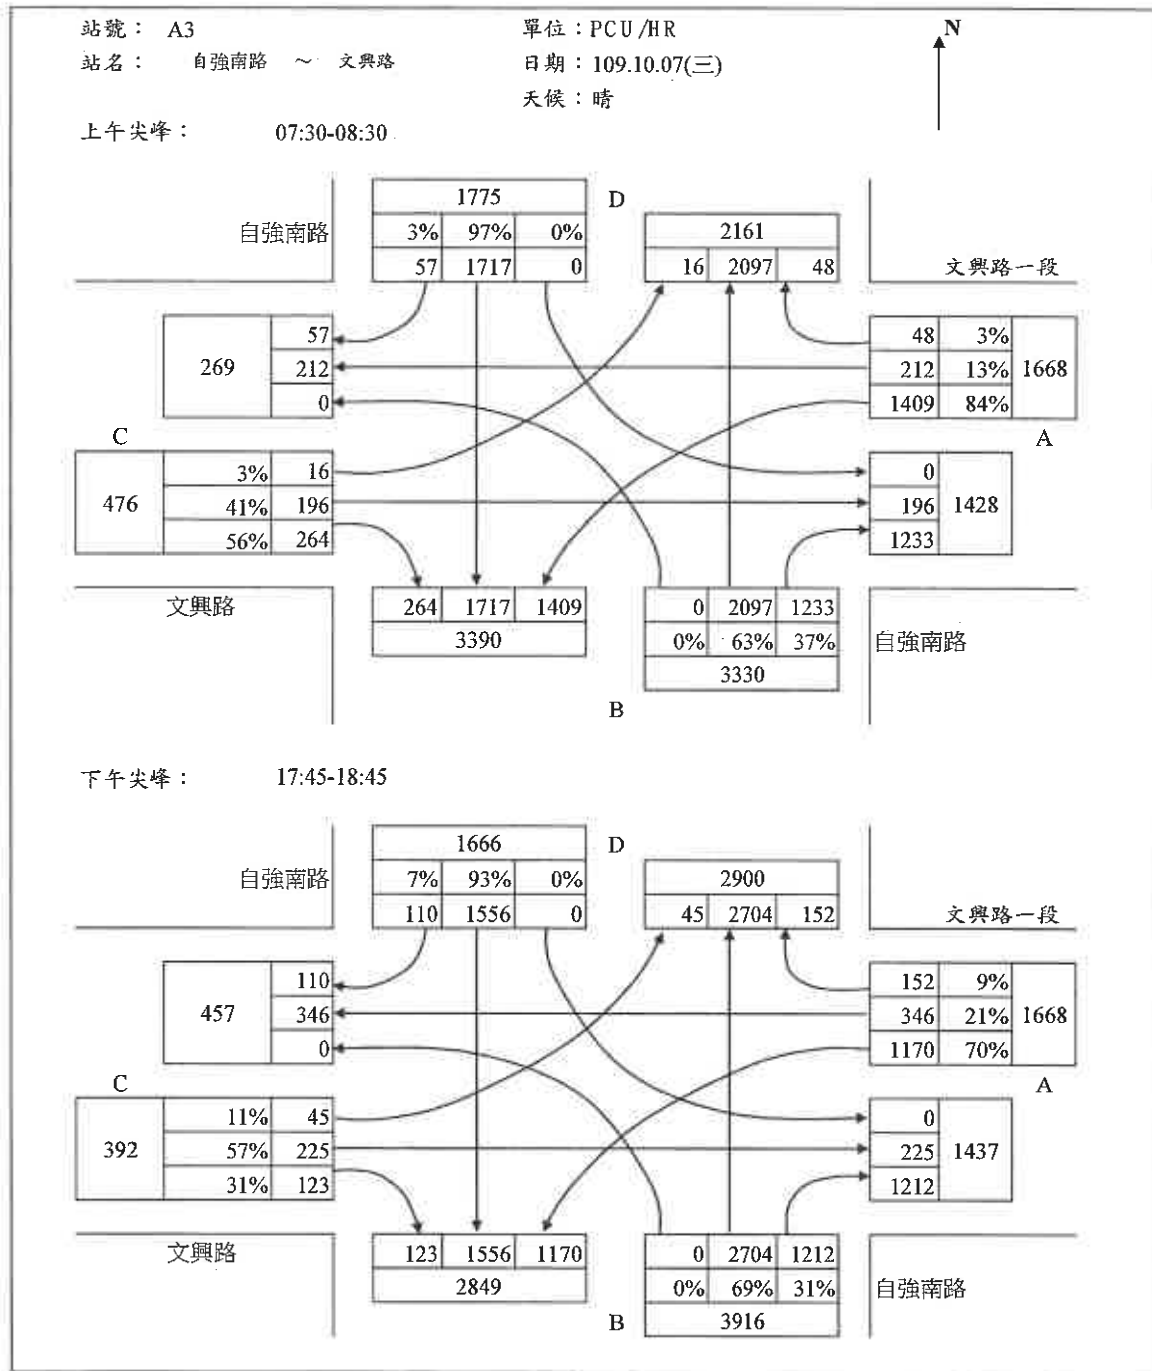 站號： A3 單位：PCU/HR N
站名： 自強南路 ～ 文興路 日期：109.10.07(三)
天候：晴
上午尖峰： 07:30-08:30
1775 D
自強南路 3% 97% 0% 2161
57 1717 0 16 2097 48 文興路一段
57 48 3%
269 212 212 13% 1668
0 1409 84%
C A
3% 16 0
476 41% 196 196 1428
56% 264 1233
文興路 264 1717 1409 0 2097 1233
3390 0% 63% 37% 自強南路
3330
B
下午尖峰： 17:45-18:45
1666 D
自強南路 7% 93% 0% 2900
110 1556 0 45 2704 152 文興路一段
110 152 9%
457 346 346 21% 1668
0 1170 70%
C A
11% 45 0
392 57% 225 225 1437
31% 123 1212
文興路 123 1556 1170 0 2704 1212
2849 0% 69% 31% 自強南路
B 3916